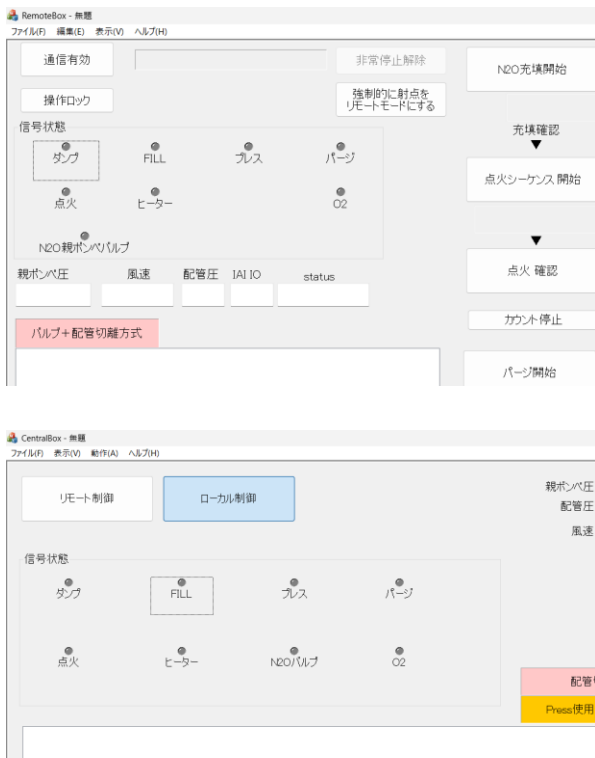 RemoteBox - 無題
ファイル(F) 編集(E) 表示(V) ヘルプ(H)
通信有効
非常停止解除
N2O充填開始
操作ロック
強制的に射点を
リモートモードにする
信号状態
充填確認
▼
ダンプ FILL プレス パージ
点火シーケンス 開始
点火 ヒーター O2
N2O親ボンベバルブ
▼
親ボンベ圧 風速 配管圧 IAI IO status
点火 確認
バルブ+配管切離方式
カウント停止
パージ開始
CentralBox - 無題
ファイル(F) 表示(V) 動作(A) ヘルプ(H)
リモート制御 ローカル制御
親ボンベ圧
配管圧
風速
信号状態
ダンプ FILL プレス パージ
点火 ヒーター N2Oバルブ O2
配管
Press使用